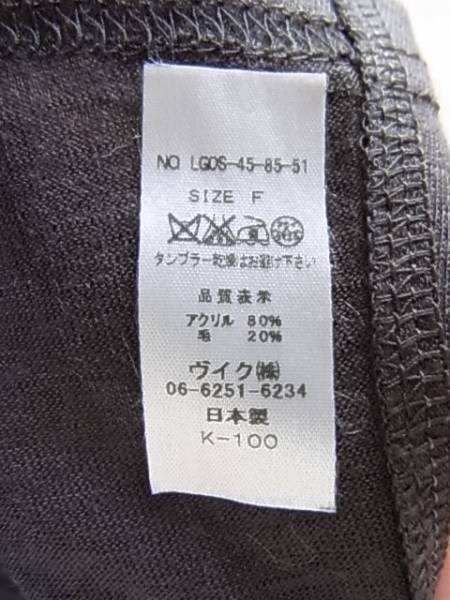 NO LGOS-45-85-51
SIZE F
タンブラー乾燥はお避け下さい
品質表示
アクリル 80%
毛 20%
ヴイク㈱
06-6251-6234
日本製
K-100